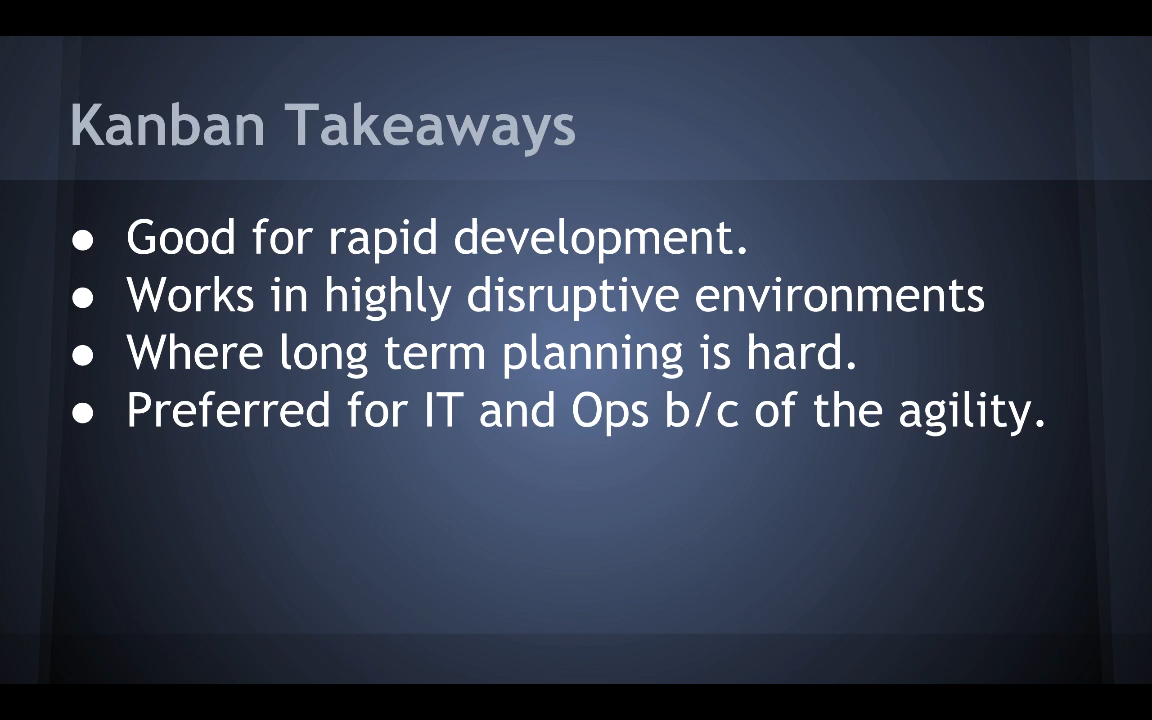 Kanban Takeaways
● Good for rapid development.
● Works in highly disruptive environments
● Where long term planning is hard.
● Preferred for IT and Ops b/c of the agility.